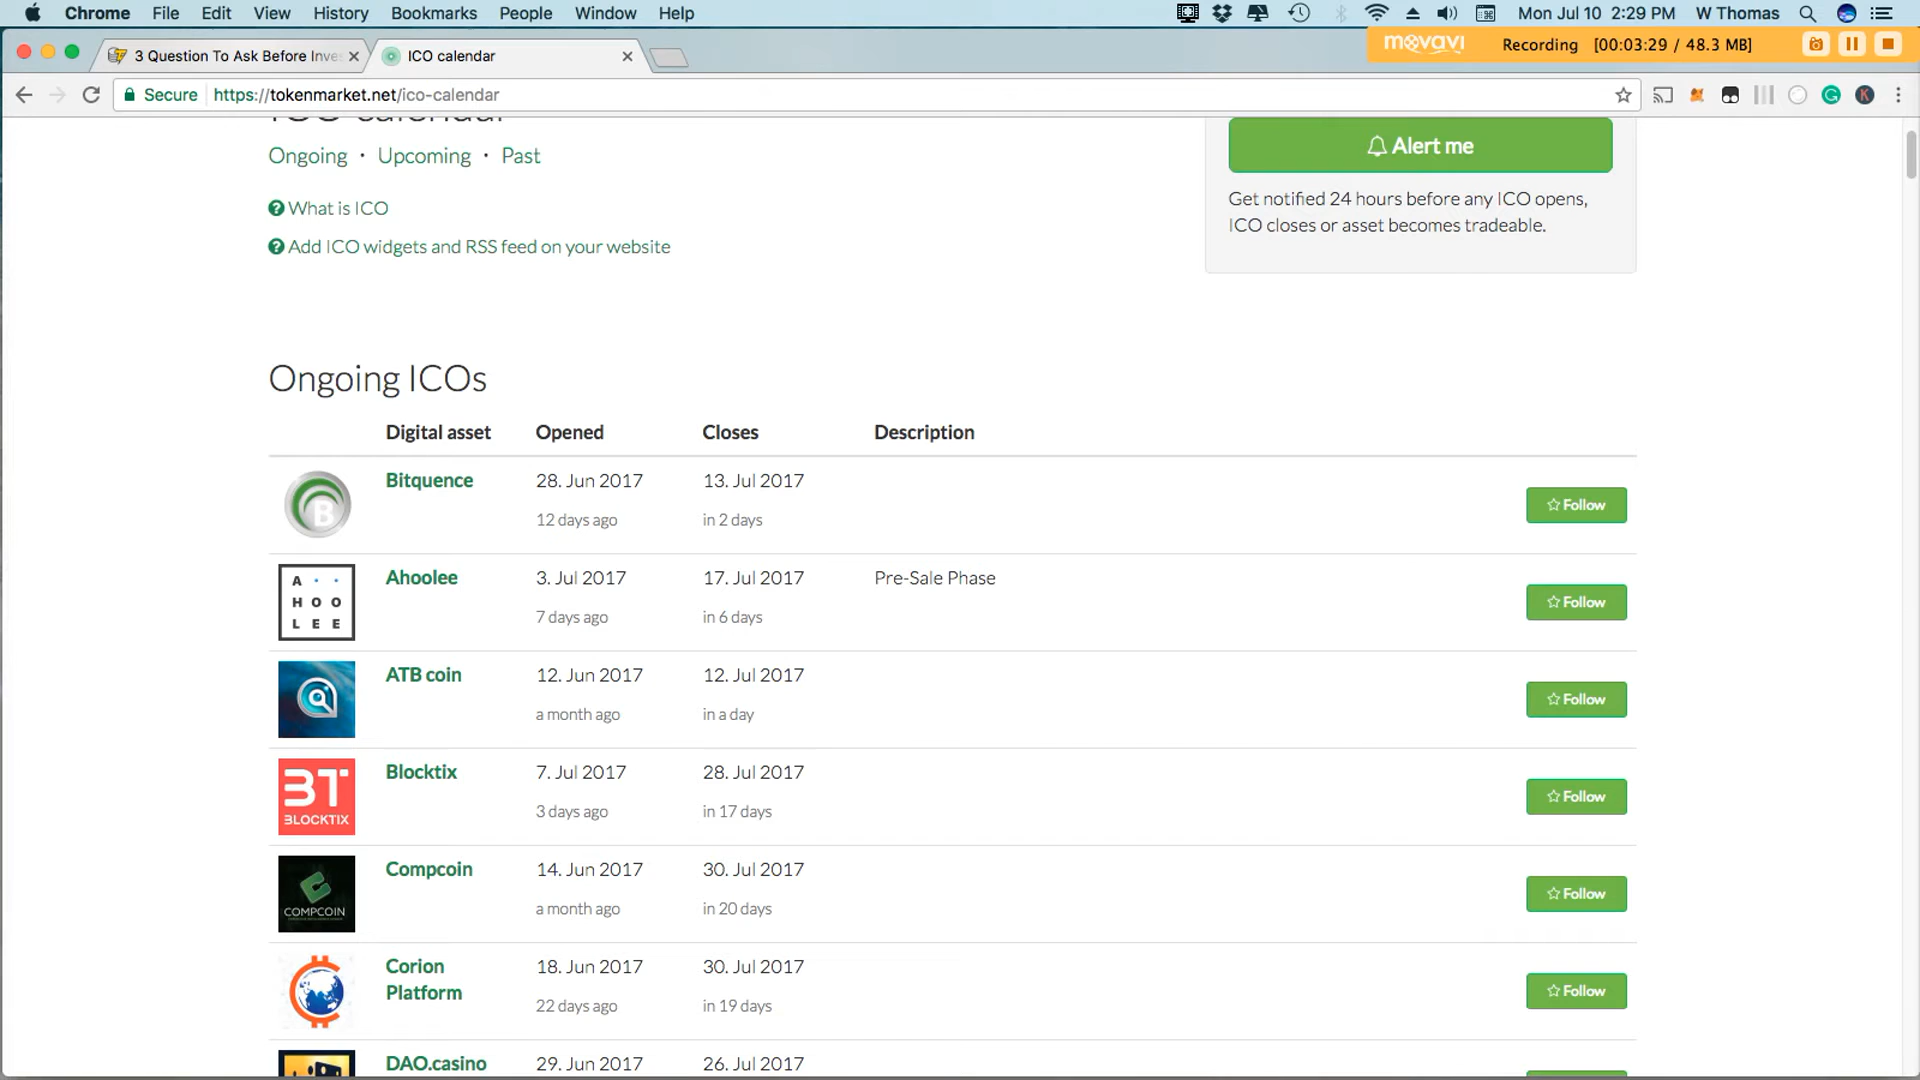 Chrome File Edit View History Bookmarks People Window Help Mon Jul 10 2:29 PM W Thomas
3 Question To Ask Before Inves ICO calendar
movavi Recording [00:03:29 / 48.3 MB]
Secure https://tokenmarket.net/ico-calendar K
ICO calendar
Ongoing · Upcoming · Past
What is ICO
Add ICO widgets and RSS feed on your website
Alert me
Get notified 24 hours before any ICO opens,
ICO closes or asset becomes tradeable.
Ongoing ICOs
Digital asset Opened Closes Description
B Bitquence 28. Jun 2017 13. Jul 2017
12 days ago in 2 days
Follow
A
HOO
LEE
Ahoolee 3. Jul 2017 17. Jul 2017 Pre-Sale Phase
7 days ago in 6 days
Follow
ATB coin 12. Jun 2017 12. Jul 2017
a month ago in a day
Follow
BT
BLOCKTIX
Blocktix 7. Jul 2017 28. Jul 2017
3 days ago in 17 days
Follow
COMPCOIN
Compcoin 14. Jun 2017 30. Jul 2017
a month ago in 20 days
Follow
Corion
Platform
18. Jun 2017 30. Jul 2017
22 days ago in 19 days
Follow
DAO.casino 29. Jun 2017 26. Jul 2017